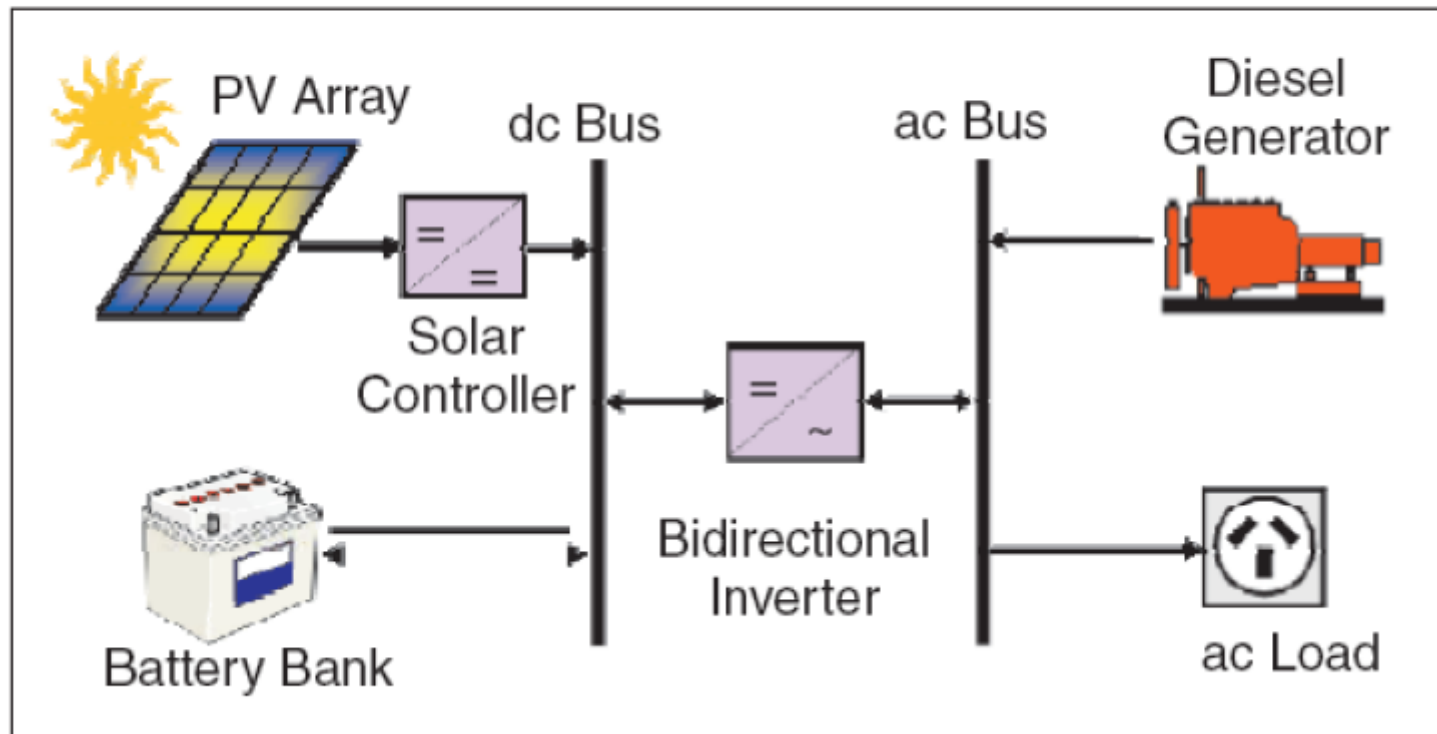 PV Array
dc Bus
ac Bus
Diesel
Generator
=
=
Solar
Controller
=
~
Bidirectional
Inverter
Battery Bank
ac Load